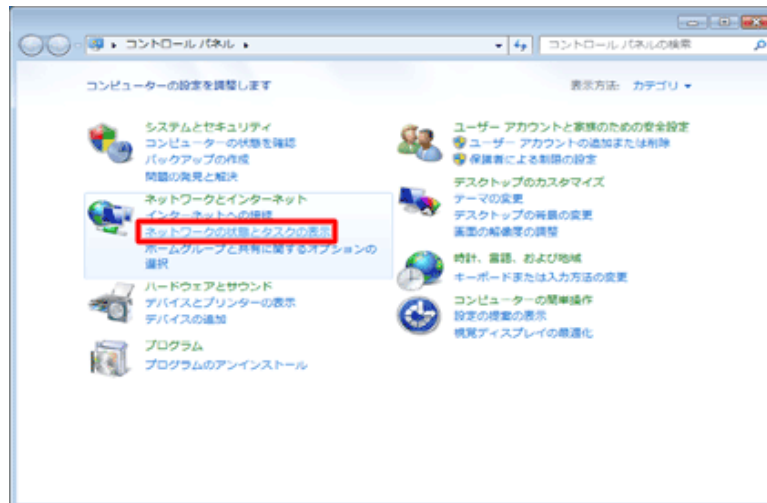 コントロール パネル
コントロール パネルの検索
コンピューターの設定を調整します
表示方法: カテゴリ
システムとセキュリティ
コンピューターの状態を確認
バックアップの作成
問題の発見と解決
ネットワークとインターネット
インターネットへの接続
ネットワークの状態とタスクの表示
ホームグループと共有に関するオプションの
選択
ハードウェアとサウンド
デバイスとプリンターの表示
デバイスの追加
プログラム
プログラムのアンインストール
ユーザー アカウントと家族のための安全設定
ユーザー アカウントの追加または削除
保護者による制限の設定
デスクトップのカスタマイズ
テーマの変更
デスクトップの背景の変更
画面の解像度の調整
時計、言語、および地域
キーボードまたは入力方法の変更
コンピューターの簡単操作
設定の提案の表示
視覚ディスプレイの最適化